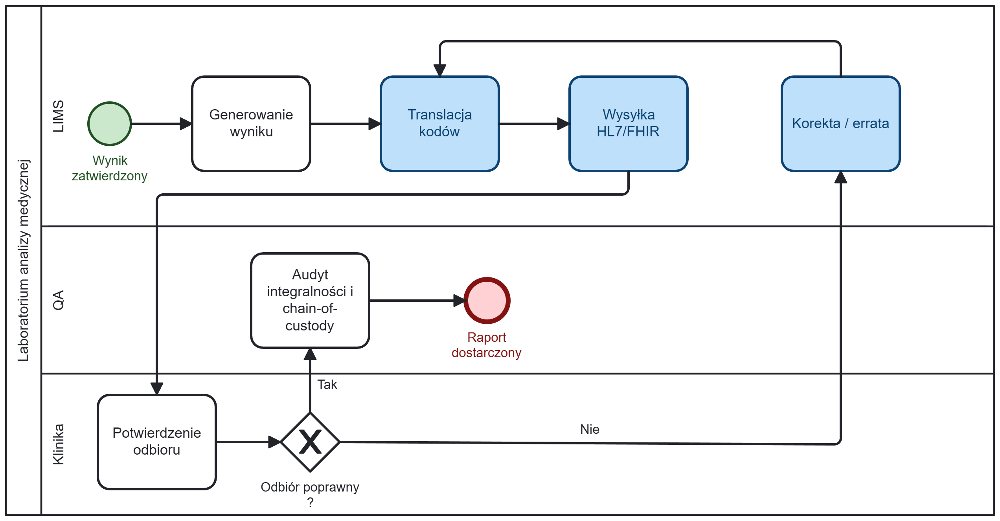 Laboratorium analizy medycznej
LIMS
Wynik
zatwierdzony
Generowanie
wyniku
Translacja
kodów
Wysyłka
HL7/FHIR
Korekta / errata
QA
Audyt
integralności i
chain-of-
custody
Raport
dostarczony
Klinika
Potwierdzenie
odbioru
Tak
Nie
Odbiór poprawny
?